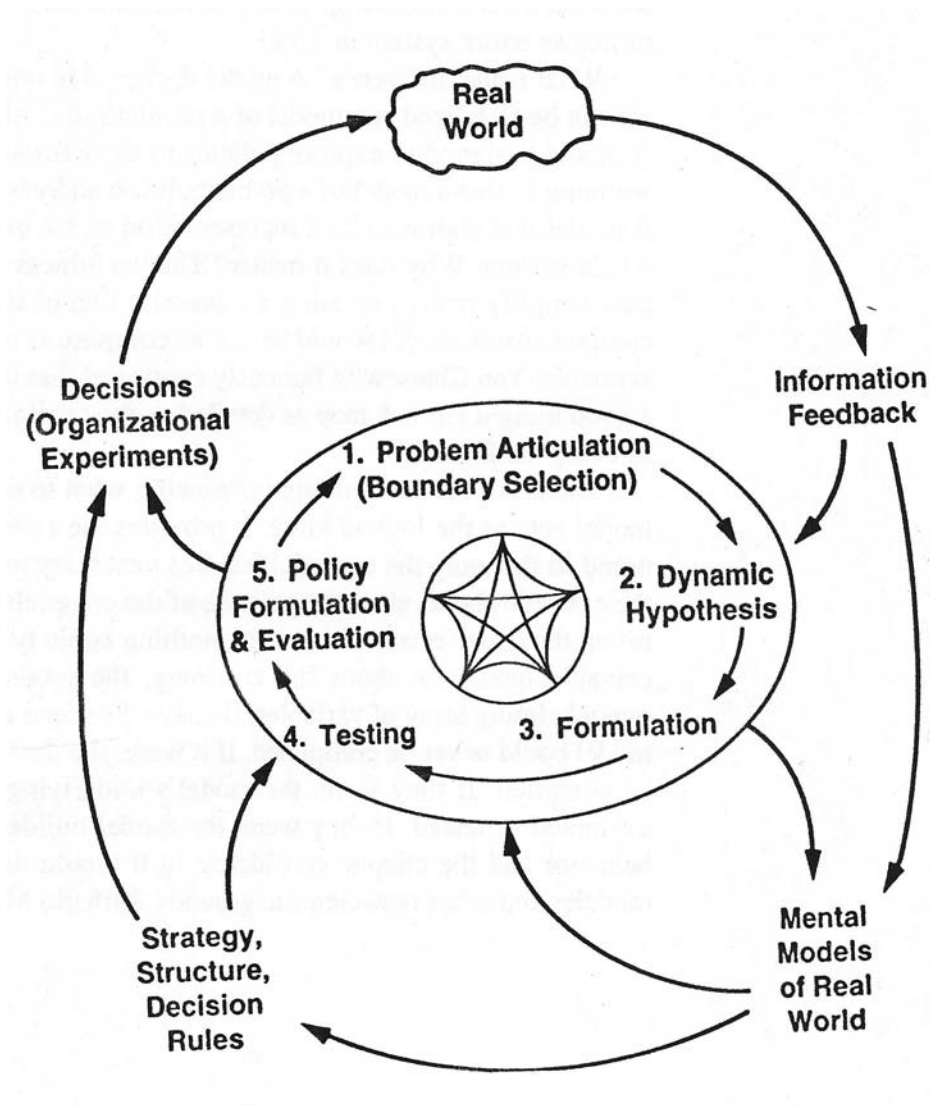 Real
World
Decisions
(Organizational
Experiments)
Information
Feedback
1. Problem Articulation
(Boundary Selection)
5. Policy
Formulation
& Evaluation
2. Dynamic
Hypothesis
4. Testing
3. Formulation
Strategy,
Structure,
Decision
Rules
Mental
Models
of Real
World